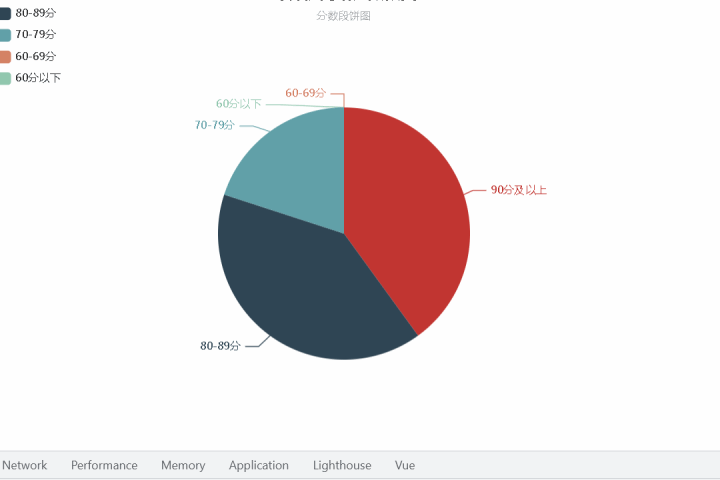 分数段饼图
80-89分
70-79分
60-69分
60分以下
60-69分
60分以下
70-79分
90分及以上
80-89分
Network Performance Memory Application Lighthouse Vue